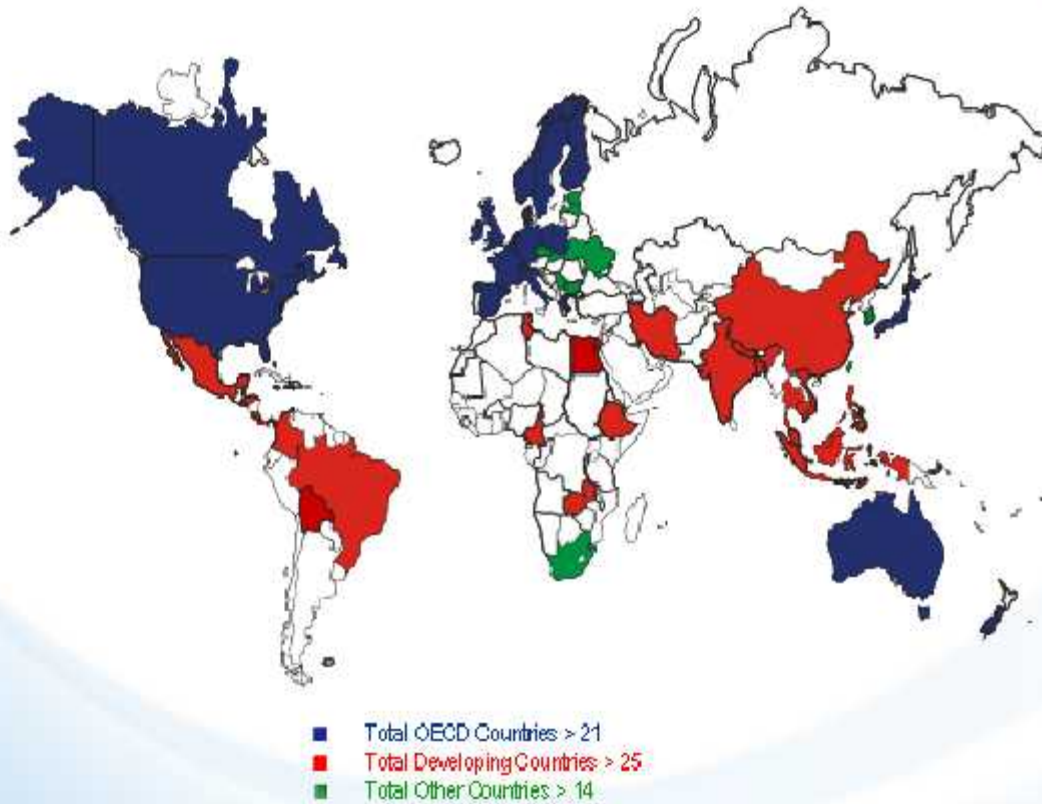 Total OECD Countries > 21
Total Developing Countries > 25
Total Other Countries > 14